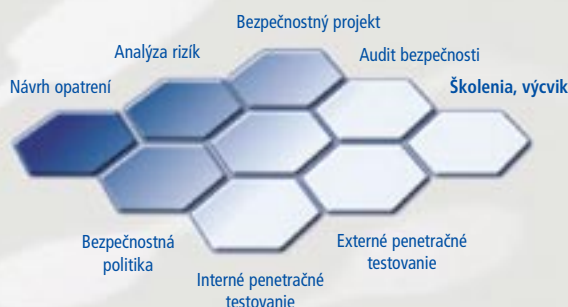 Bezpečnostný projekt
Analýza rizík
Audit bezpečnosti
Návrh opatrení
Školenia, výcvik
Bezpečnostná
politika
Externé penetračné
testovanie
Interné penetračné
testovanie